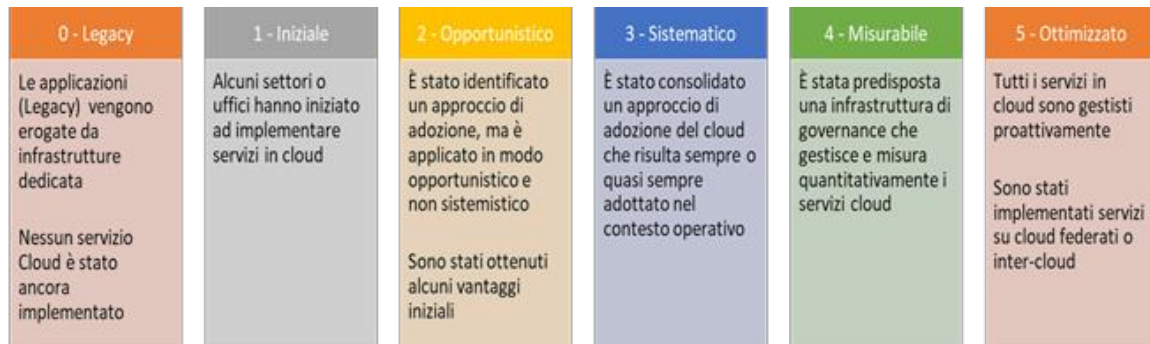 0 - Legacy
Le applicazioni
(Legacy) vengono
erogate da
infrastrutture
dedicata
Nessun servizio
Cloud è stato
ancora
implementato
1 - Iniziale
Alcuni settori o
uffici hanno iniziato
ad implementare
servizi in cloud
2 - Opportunistico
È stato identificato
un approccio di
adozione, ma è
applicato in modo
opportunistico e
non sistemistico
Sono stati ottenuti
alcuni vantaggi
iniziali
3 - Sistematico
È stato consolidato
un approccio di
adozione del cloud
che risulta sempre o
quasi sempre
adottato nel
contesto operativo
4 - Misurabile
È stata predisposta
una infrastruttura di
governance che
gestisce e misura
quantitativamente i
servizi cloud
5 - Ottimizzato
Tutti i servizi in
cloud sono gestisti
proattivamente
Sono stati
implementati servizi
su cloud federati o
inter-cloud